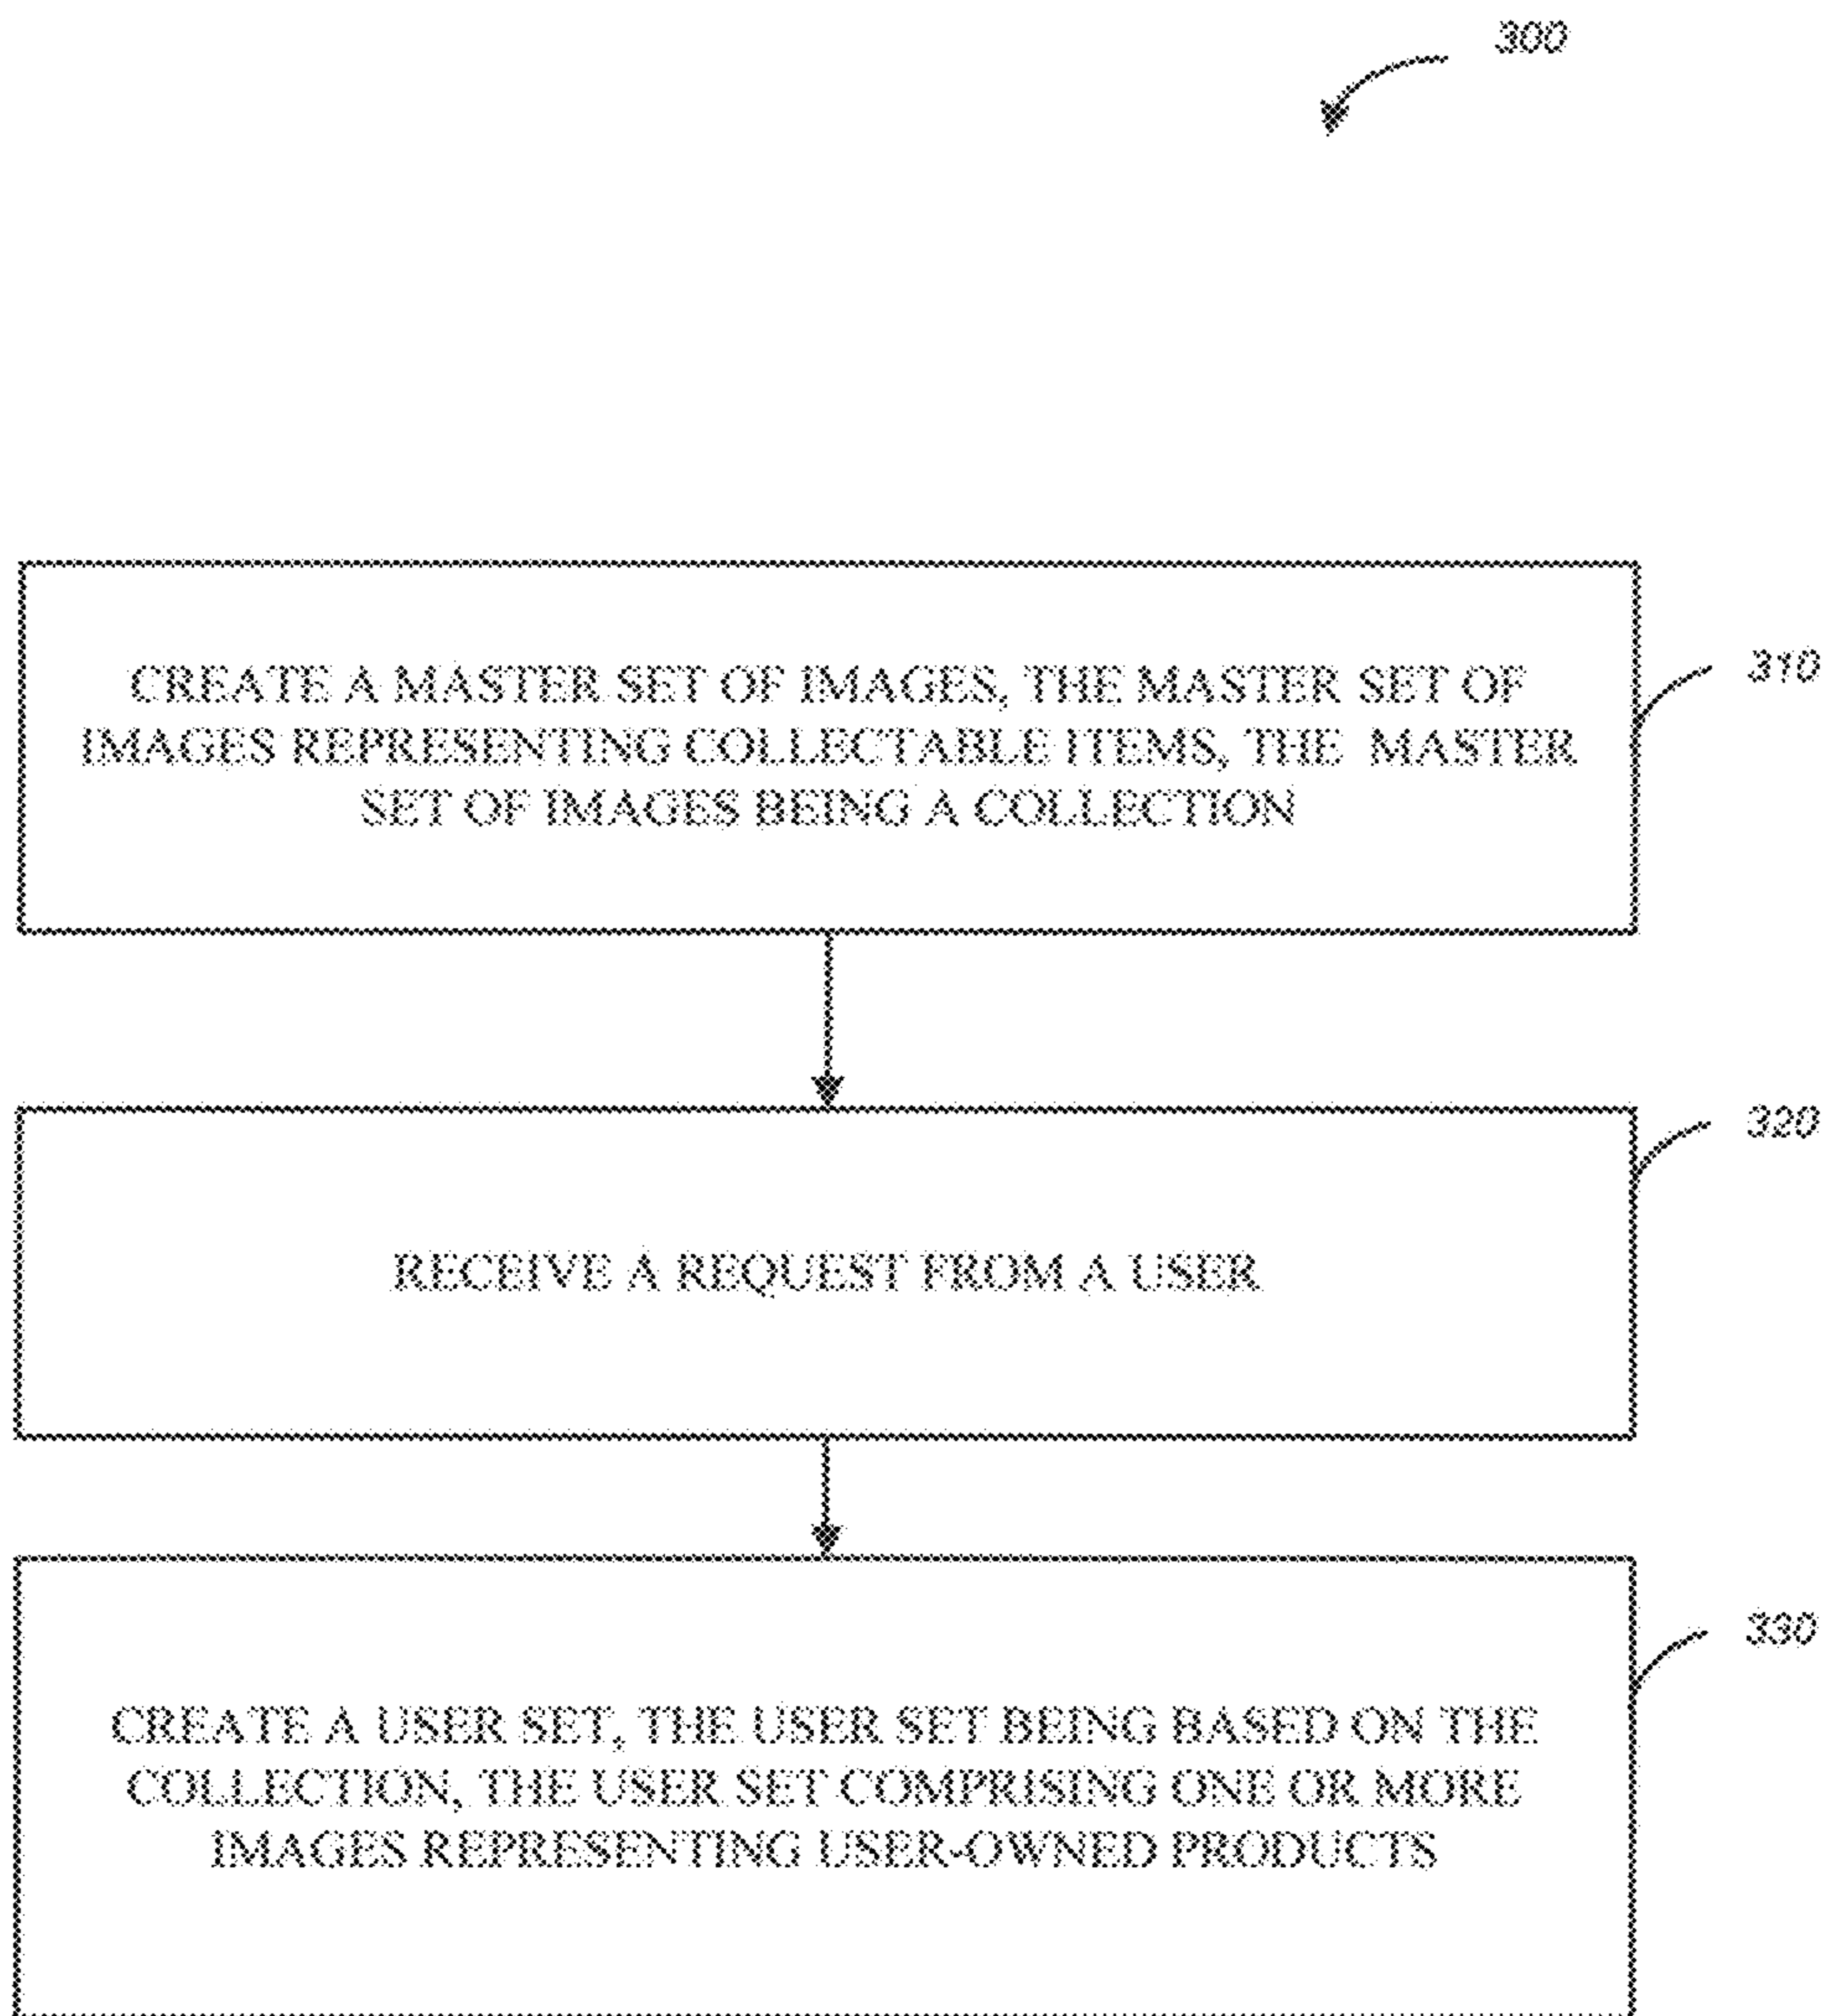 300
CREATE A MASTER SET OF IMAGES, THE MASTER SET OF
IMAGES REPRESENTING COLLECTABLE ITEMS, THE MASTER
SET OF IMAGES BEING A COLLECTION
310
RECEIVE A REQUEST FROM A USER
320
CREATE A USER SET, THE USER SET BEING BASED ON THE
COLLECTION, THE USER SET COMPRISING ONE OR MORE
IMAGES REPRESENTING USER-OWNED PRODUCTS
330